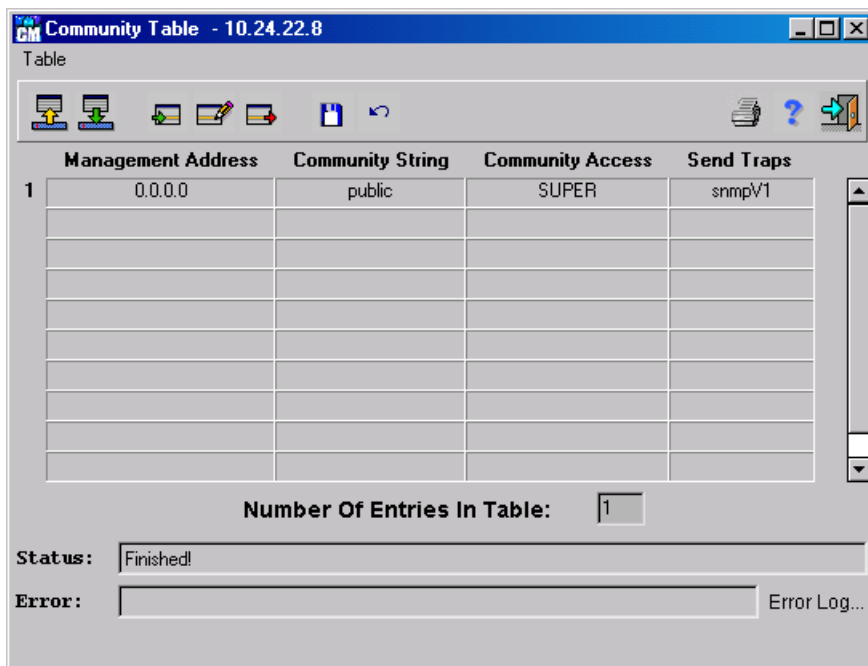 CM Community Table - 10.24.22.8
Table
Management Address Community String Community Access Send Traps
1 0.0.0.0 public SUPER snmpV1
Number Of Entries In Table: 1
Status: Finished!
Error: Error Log...